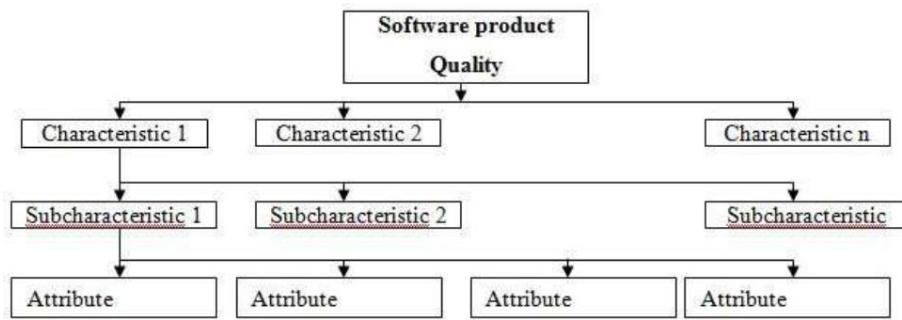 Software product
Quality
Characteristic 1
Characteristic 2
Characteristic n
Subcharacteristic 1
Subcharacteristic 2
Subcharacteristic
Attribute
Attribute
Attribute
Attribute